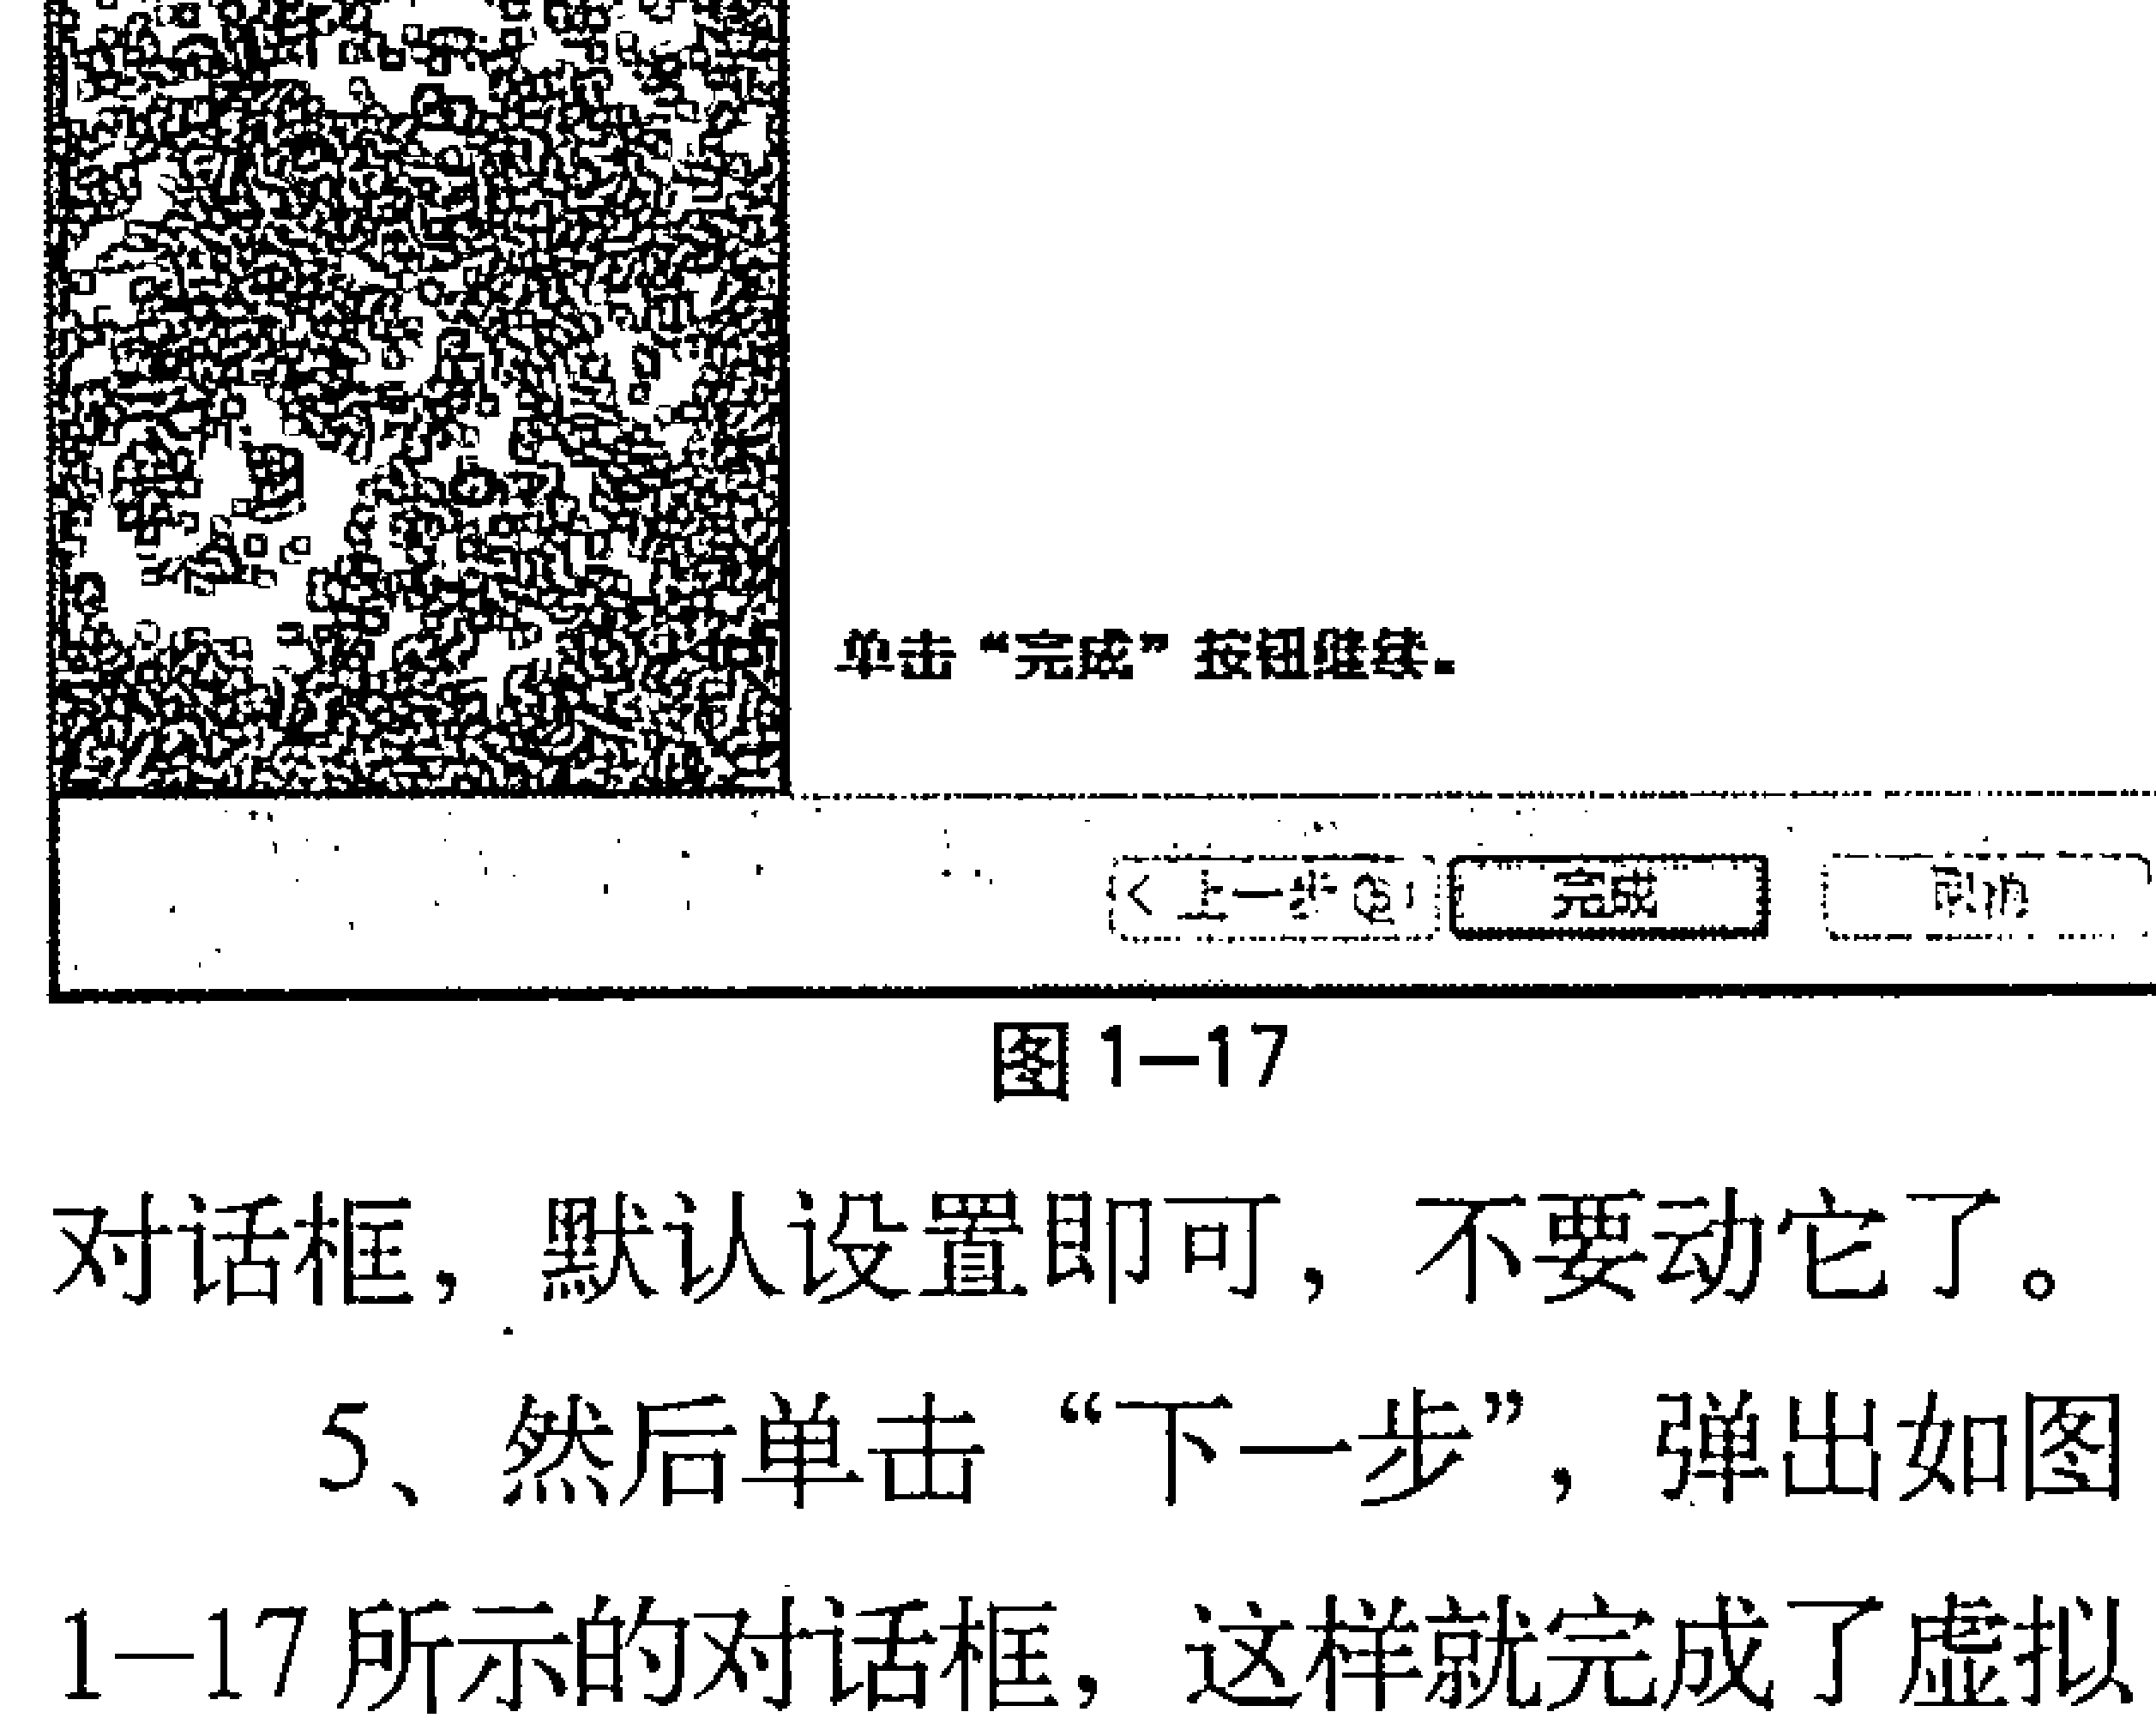 单击“完成”按钮继续。
< 上一步(B) 完成 取消
图 1—17
对话框，默认设置即可，不要动它了。
5、然后单击“下一步”，弹出如图
1—17 所示的对话框，这样就完成了虚拟